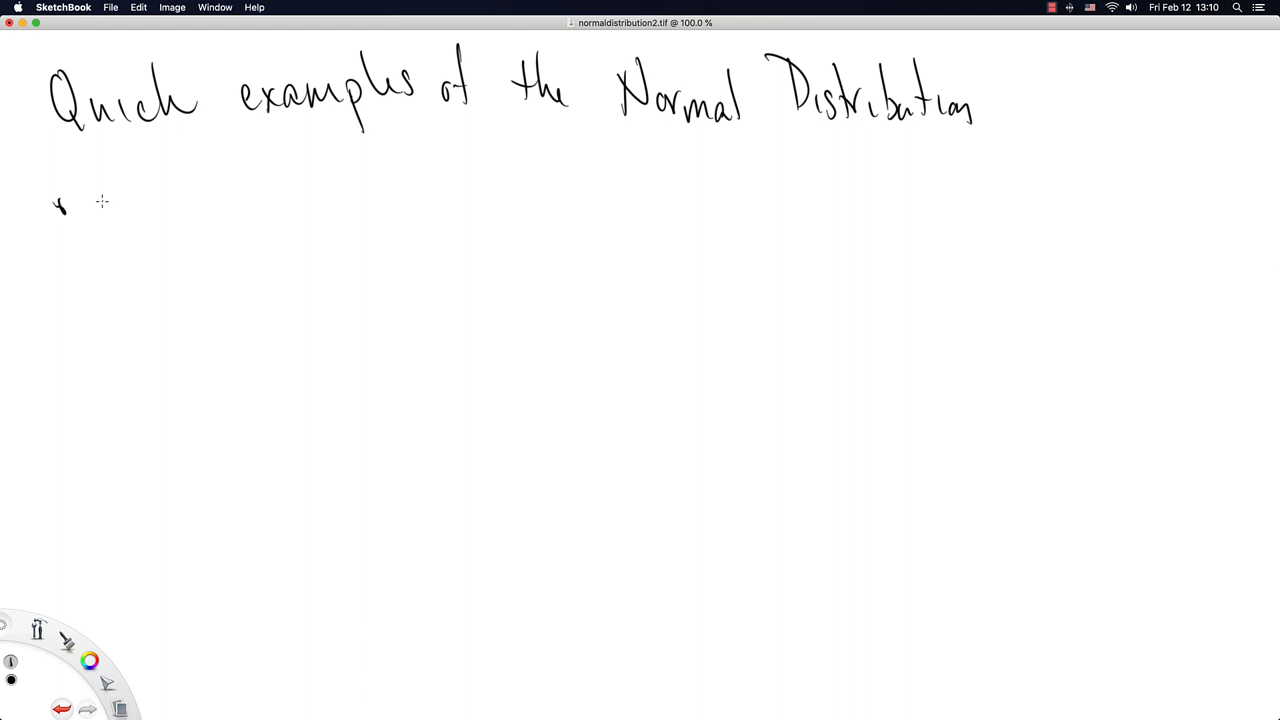 SketchBook File Edit Image Window Help Fri Feb 12 13:10
normaldistribution2.tif @ 100.0 %
Quick examples of the Normal Distribution